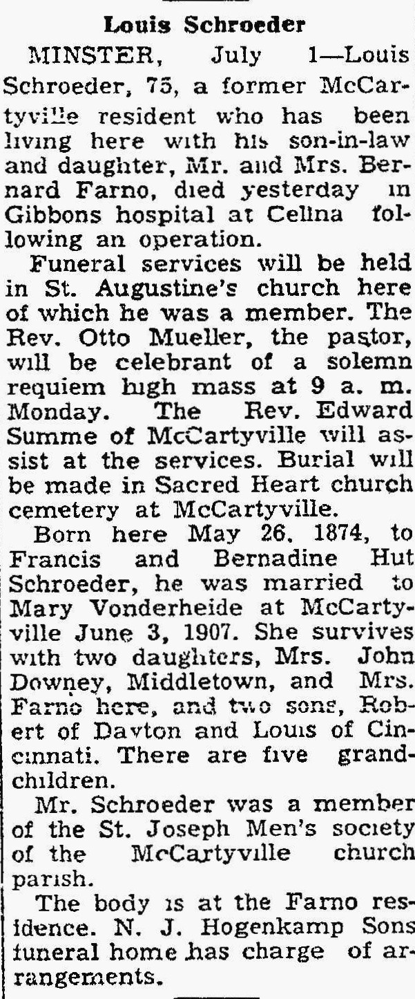 Louis Schroeder
MINSTER, July 1—Louis
Schroeder, 75, a former McCar-
tyville resident who has been
living here with his son-in-law
and daughter, Mr. and Mrs. Ber-
nard Farno, died yesterday in
Gibbons hospital at Celina fol-
lowing an operation.
Funeral services will be held
in St. Augustine's church here
of which he was a member. The
Rev. Otto Mueller, the pastor,
will be celebrant of a solemn
requiem high mass at 9 a. m.
Monday. The Rev. Edward
Summe of McCartyville will as-
sist at the services. Burial will
be made in Sacred Heart church
cemetery at McCartyville.
Born here May 26, 1874, to
Francis and Bernadine Hut
Schroeder, he was married to
Mary Vonderheide at McCarty-
ville June 3, 1907. She survives
with two daughters, Mrs. John
Downey, Middletown, and Mrs.
Farno here, and two sons, Rob-
ert of Dayton and Louis of Cin-
cinnati. There are five grand-
children.
Mr. Schroeder was a member
of the St. Joseph Men's society
of the McCartyville church
parish.
The body is at the Farno res-
idence. N. J. Hogenkamp Sons
funeral home has charge of ar-
rangements.